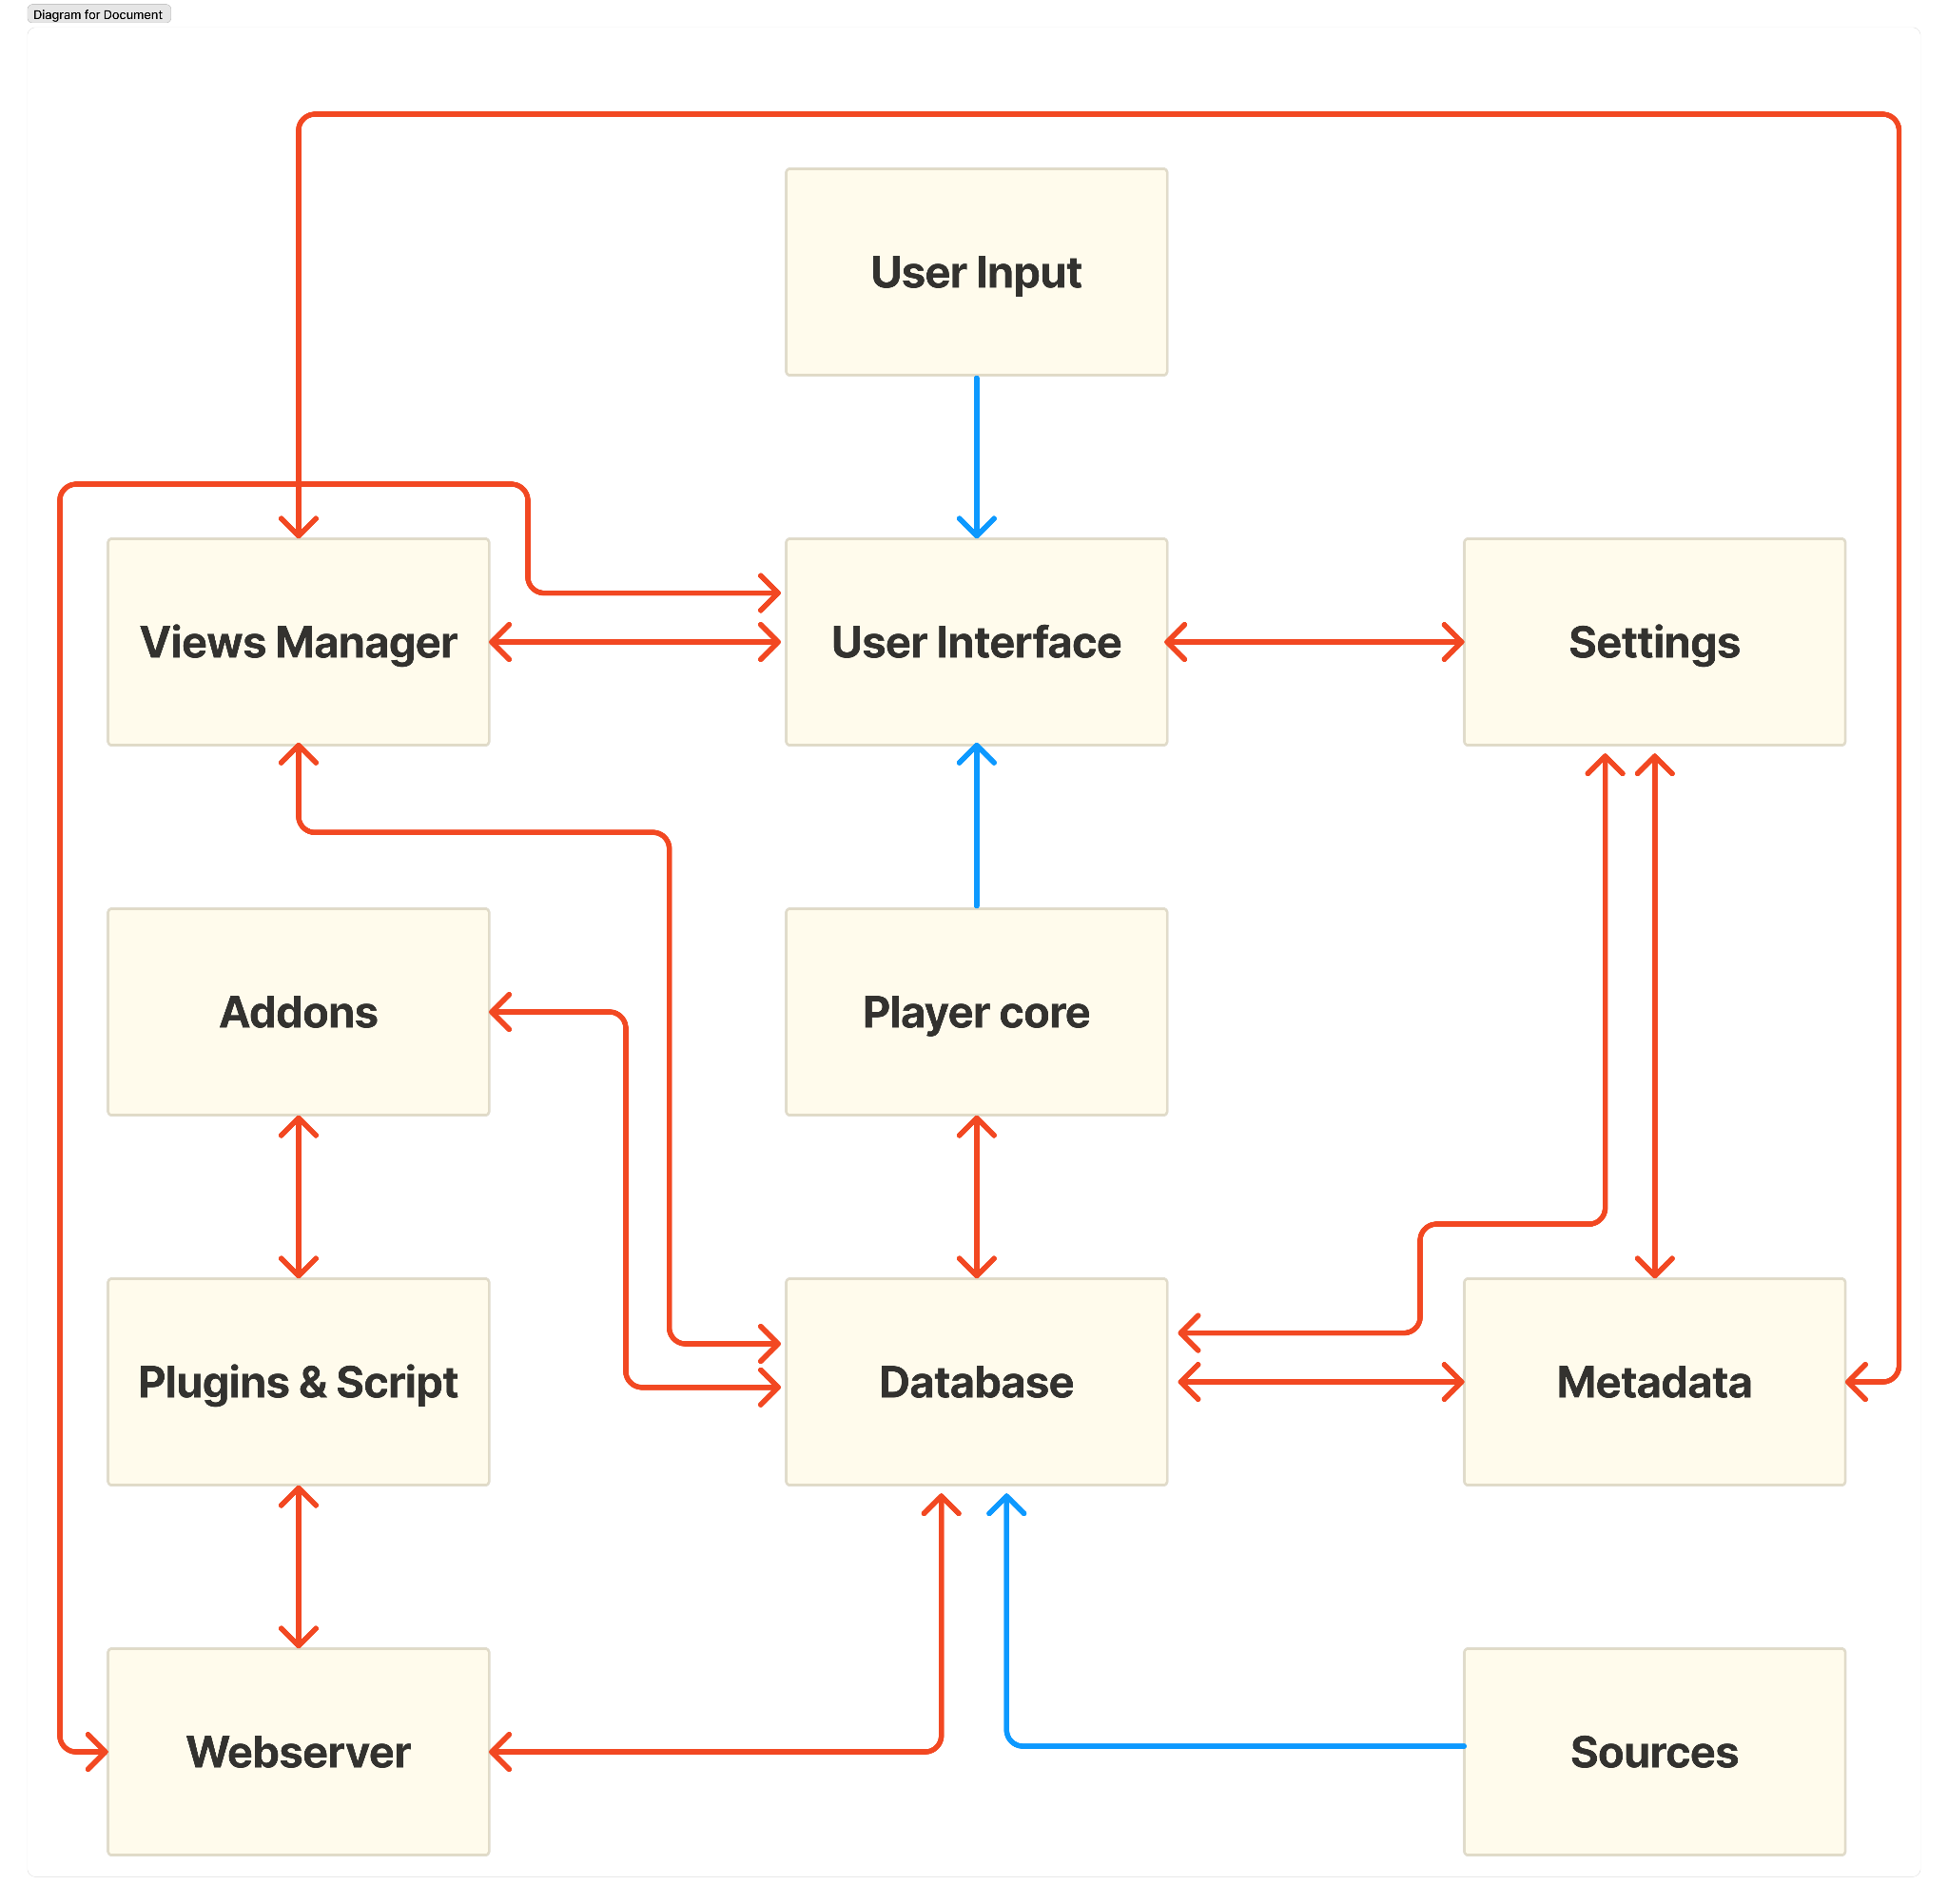 Diagram for Document
User Input
Views Manager
User Interface
Settings
Addons
Player core
Plugins & Script
Database
Metadata
Webserver
Sources